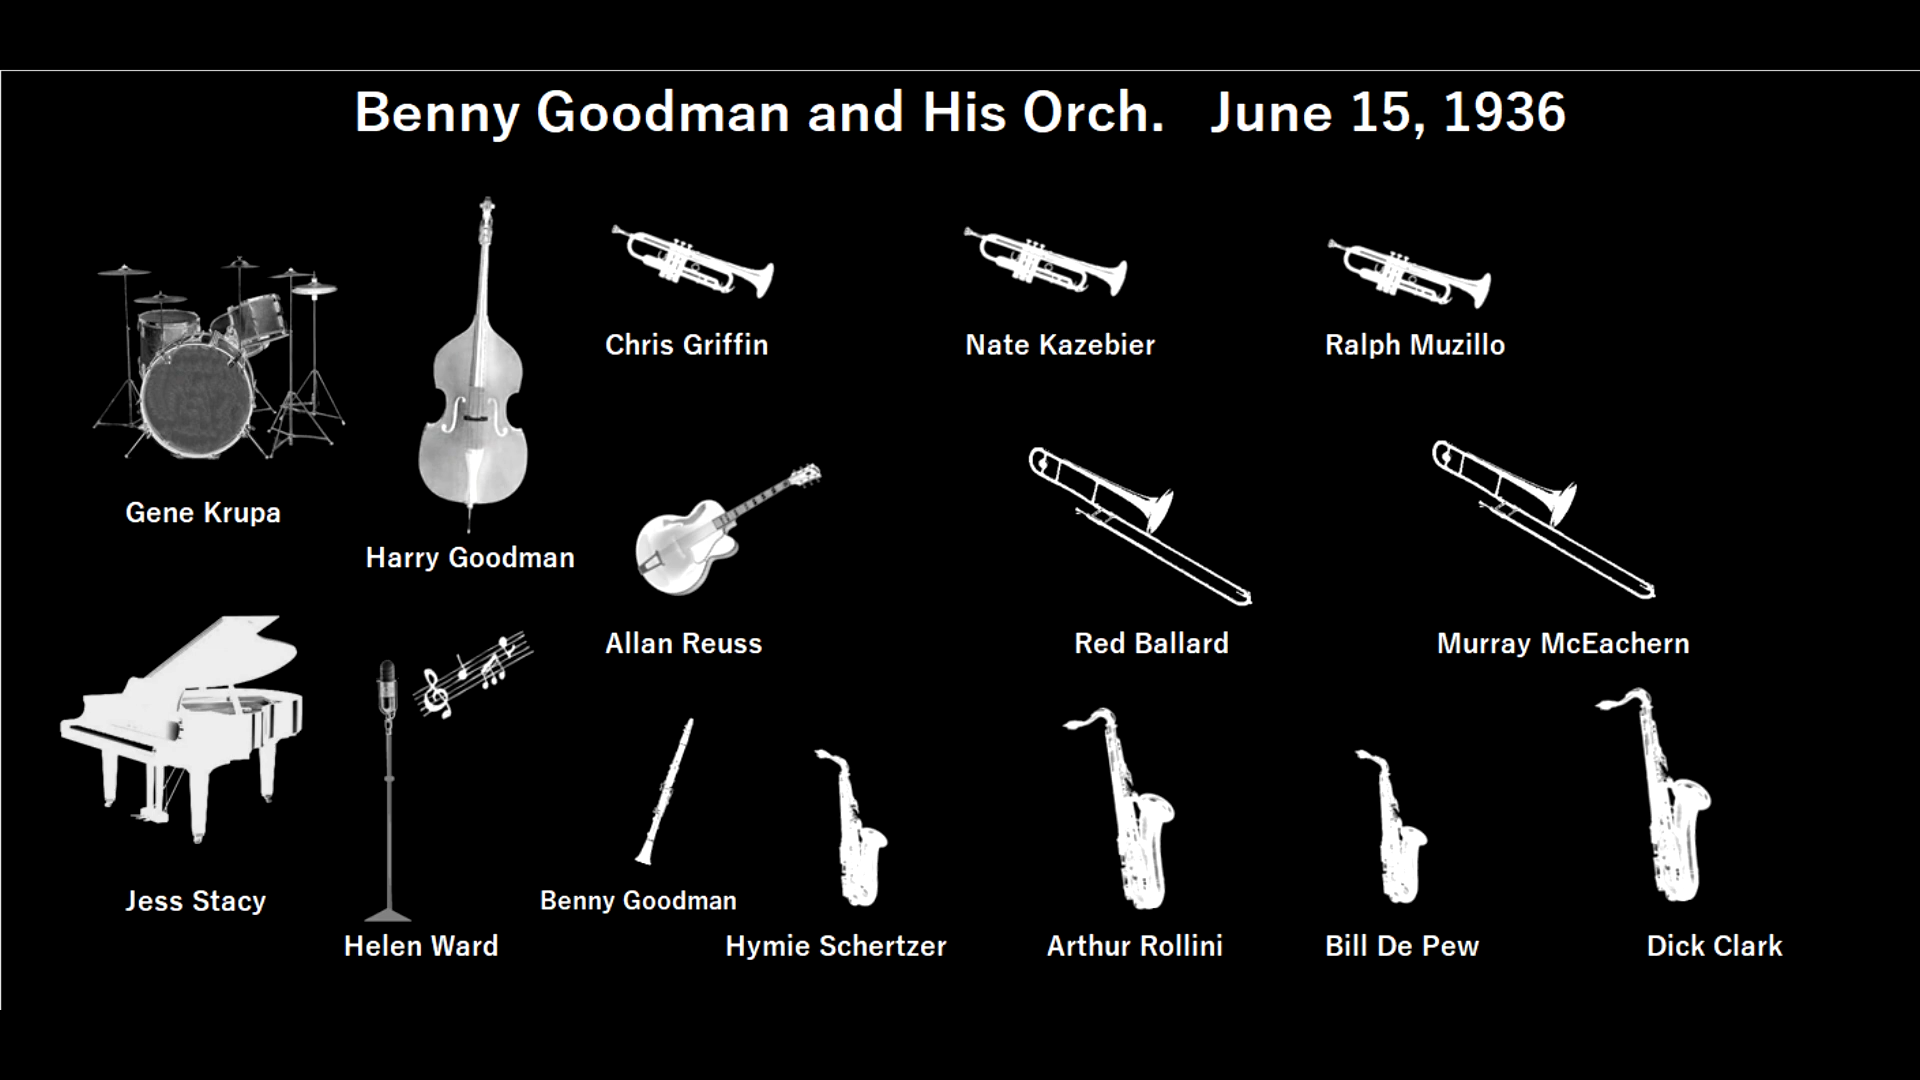 Benny Goodman and His Orch.   June 15, 1936
Chris Griffin
Nate Kazebier
Ralph Muzillo
Gene Krupa
Harry Goodman
Allan Reuss
Red Ballard
Murray McEachern
Jess Stacy
Helen Ward
Benny Goodman
Hymie Schertzer
Arthur Rollini
Bill De Pew
Dick Clark